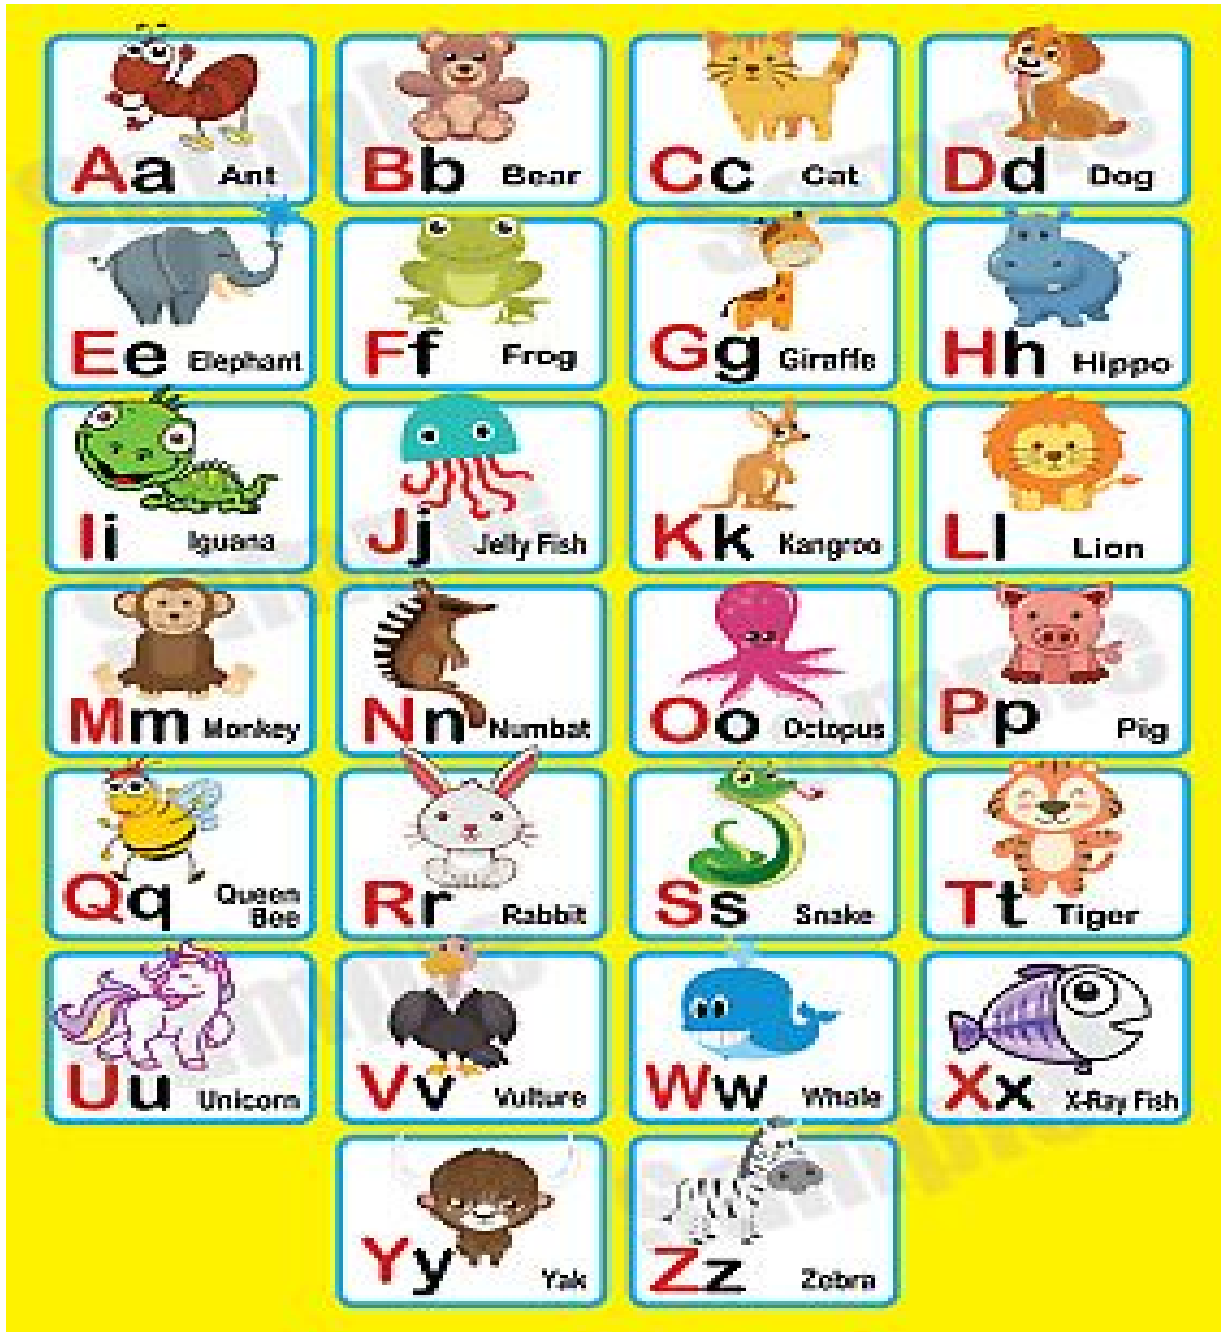 Aa Ant
Bb Bear
Cc Cat
Dd Dog
Ee Elephant
Ff Frog
Gg Giraffe
Hh Hippo
Ii Iguana
Jj Jelly Fish
Kk Kangroo
Ll Lion
Mm Monkey
Nn Numbat
Oo Octopus
Pp Pig
Qq Queen
Bee
Rr Rabbit
Ss Snake
Tt Tiger
Uu Unicorn
Vv Vulture
Ww Whale
Xx X-Ray Fish
Yy Yak
Zz Zebra